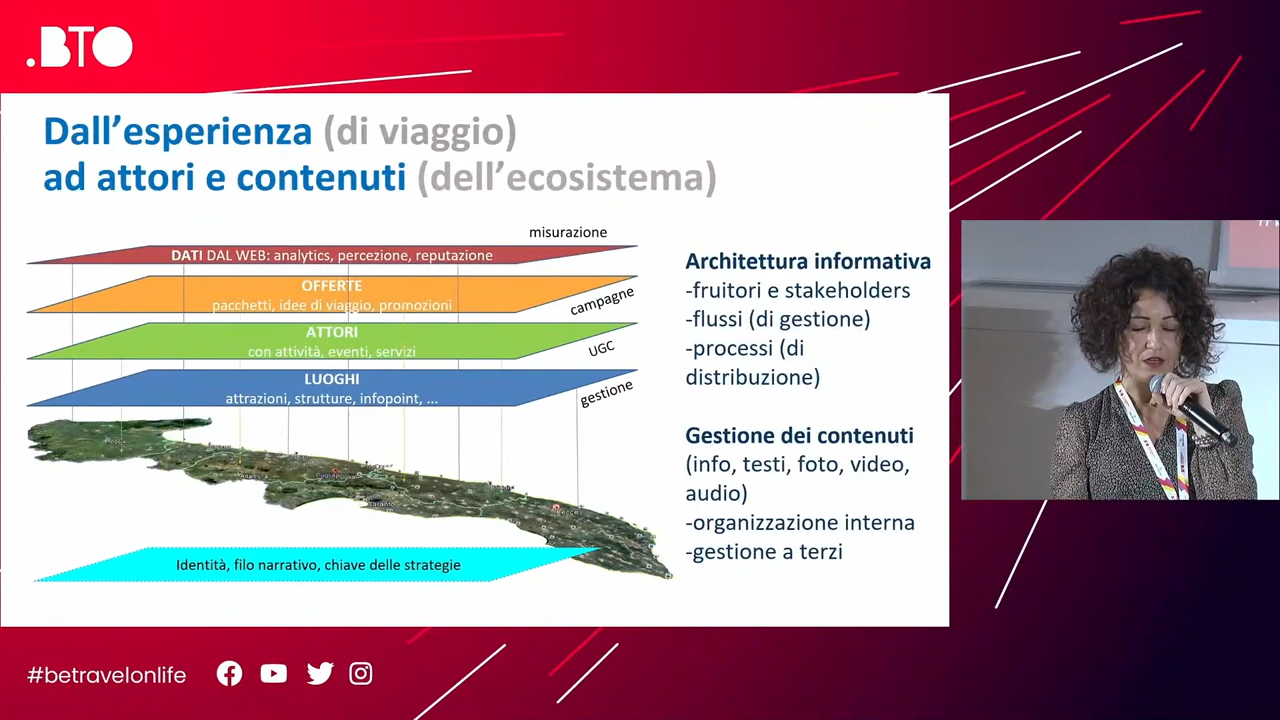 .BTO
Dall’esperienza (di viaggio)
ad attori e contenuti (dell’ecosistema)
misurazione
DATI DAL WEB: analytics, percezione, reputazione
OFFERTE
pacchetti, idee di viaggio, promozioni
campagne
ATTORI
con attività, eventi, servizi
UGC
LUOGHI
attrazioni, strutture, infopoint, ...
gestione
Identità, filo narrativo, chiave delle strategie
Architettura informativa
-fruitori e stakeholders
-flussi (di gestione)
-processi (di
distribuzione)
Gestione dei contenuti
(info, testi, foto, video,
audio)
-organizzazione interna
-gestione a terzi
#betravelonlife